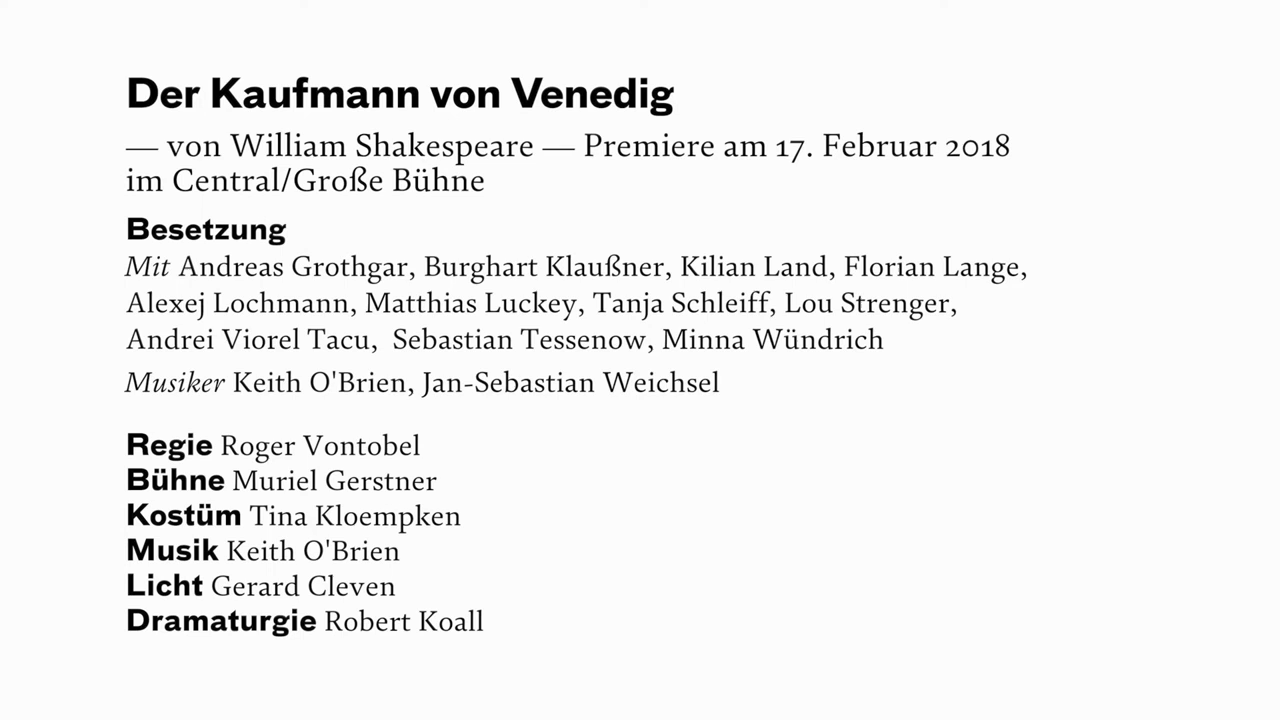 Der Kaufmann von Venedig
— von William Shakespeare — Premiere am 17. Februar 2018
im Central/Große Bühne
Besetzung
Mit Andreas Grothgar, Burghart Klaußner, Kilian Land, Florian Lange,
Alexej Lochmann, Matthias Luckey, Tanja Schleiff, Lou Strenger,
Andrei Viorel Tacu, Sebastian Tessenow, Minna Wündrich
Musiker Keith O'Brien, Jan-Sebastian Weichsel
Regie Roger Vontobel
Bühne Muriel Gerstner
Kostüm Tina Kloempken
Musik Keith O'Brien
Licht Gerard Cleven
Dramaturgie Robert Koall